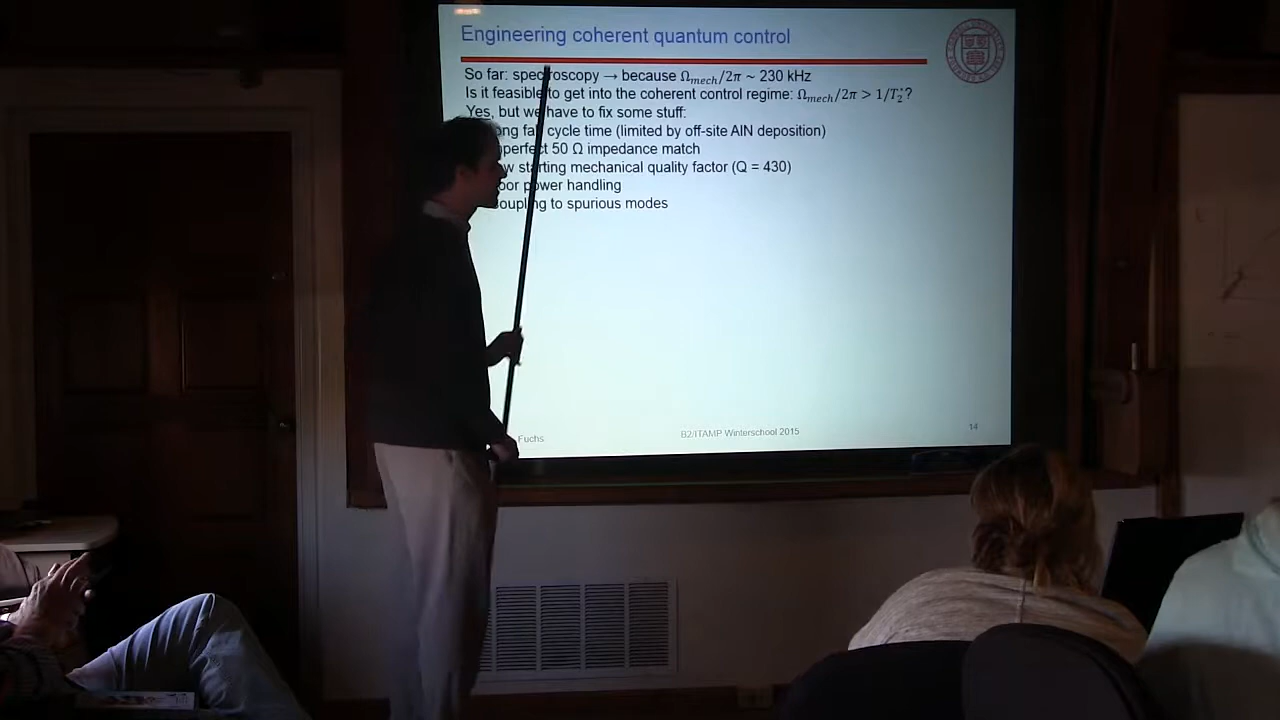 Engineering coherent quantum control
So far: spectroscopy → because Ω_mech/2π ~ 230 kHz
Is it feasible to get into the coherent control regime: Ω_mech/2π > 1/T₂*?
Yes, but we have to fix some stuff:
cycle time (limited by off-site AlN deposition)
50 Ω impedance match
starting mechanical quality factor (Q = 430)
power handling
to spurious modes
Fuchs
B2/ITAMP Winterschool 2015
14